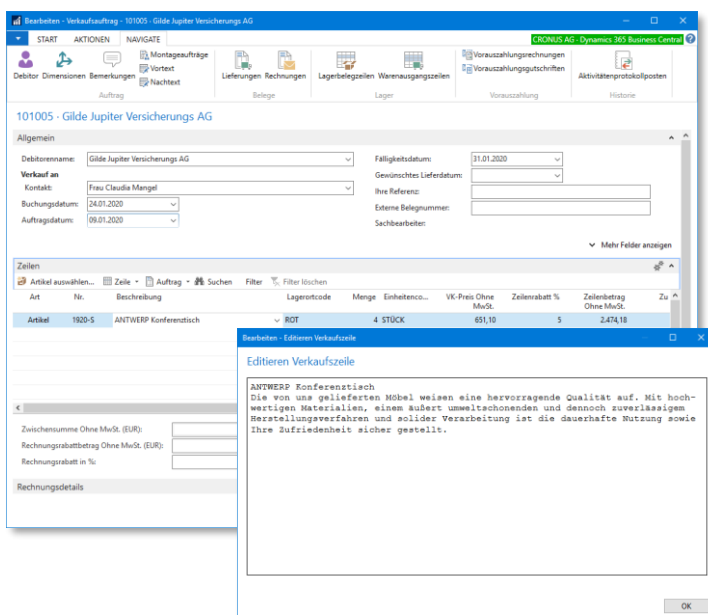 Bearbeiten - Verkaufsauftrag - 101005 · Gilde Jupiter Versicherungs AG
START AKTIONEN NAVIGATE
CRONUS AG - Dynamics 365 Business Central
Debitor Dimensionen Bemerkungen
Montageaufträge
Vortext
Nachtext
Auftrag
Lieferungen Rechnungen
Belege
Lagerbelegzeilen Warenausgangszeilen
Lager
Vorauszahlungsrechnungen
Vorauszahlungsgutschriften
Vorauszahlung
Aktivitätenprotokollposten
Historie
101005 · Gilde Jupiter Versicherungs AG
Allgemein
Debitorenname: Gilde Jupiter Versicherungs AG
Verkauf an
Kontakt: Frau Claudia Mangel
Buchungsdatum: 24.01.2020
Auftragsdatum: 09.01.2020
Fälligkeitsdatum: 31.01.2020
Gewünschtes Lieferdatum:
Ihre Referenz:
Externe Belegnummer:
Sachbearbeiter:
Mehr Felder anzeigen
Zeilen
Artikel auswählen... Zeile Auftrag Suchen Filter Filter löschen
Art Nr. Beschreibung Lagerortcode Menge Einheitenco... VK-Preis Ohne MwSt. Zeilenrabatt % Zeilenbetrag Ohne MwSt. Zu
Artikel 1920-S ANTWERP Konferenztisch ROT 4 STÜCK 651,10 5 2.474,18
Zwischensumme Ohne MwSt. (EUR):
Rechnungsrabattbetrag Ohne MwSt. (EUR):
Rechnungsrabatt in %:
Rechnungsdetails
Bearbeiten - Editieren Verkaufszeile
Editieren Verkaufszeile
ANTWERP Konferenztisch
Die von uns gelieferten Möbel weisen eine hervorragende Qualität auf. Mit hoch-
wertigen Materialien, einem äußert umweltschonenden und dennoch zuverlässigem
Herstellungsverfahren und solider Verarbeitung ist die dauerhafte Nutzung sowie
Ihre Zufriedenheit sicher gestellt.
OK